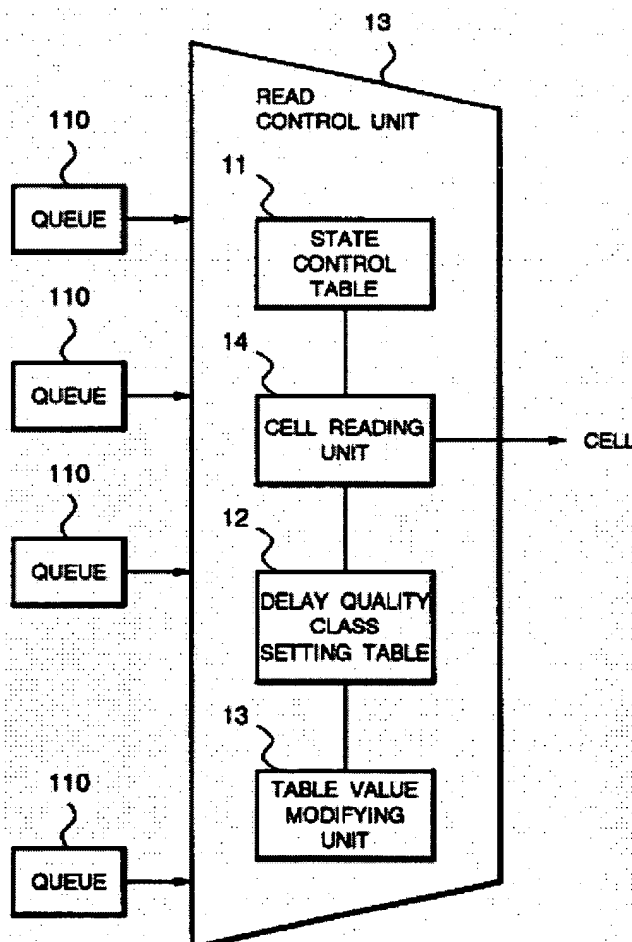 13
READ
CONTROL UNIT
110
QUEUE
11
STATE
CONTROL
TABLE
110
QUEUE
14
CELL READING
UNIT
CELL
110
QUEUE
12
DELAY QUALITY
CLASS
SETTING TABLE
13
TABLE VALUE
MODIFYING
UNIT
110
QUEUE